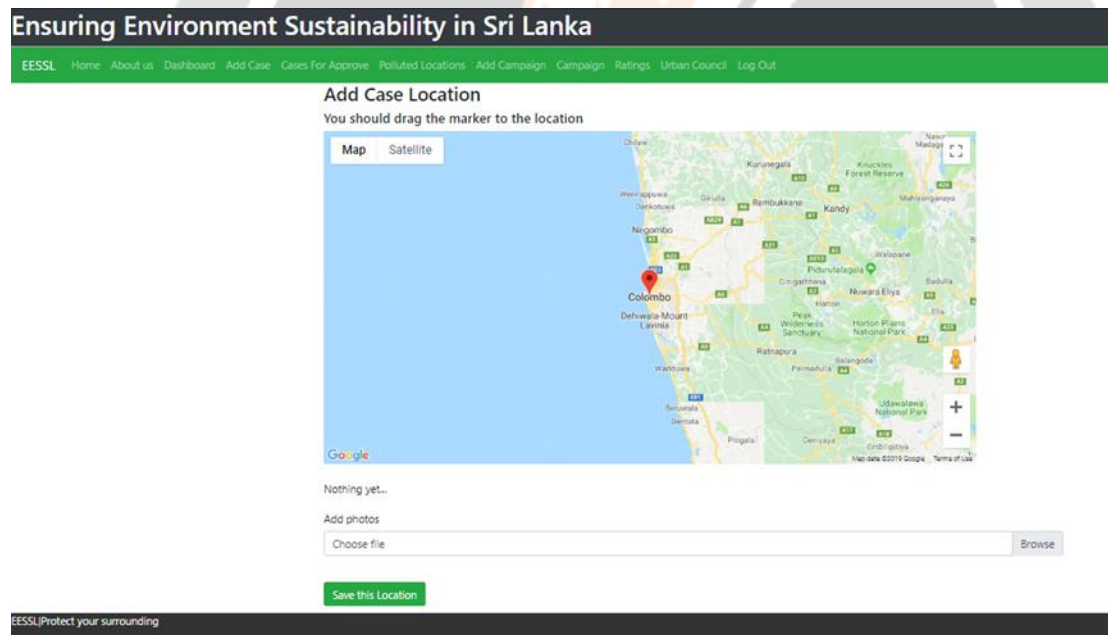 Ensuring Environment Sustainability in Sri Lanka
EESSL Home About us Dashboard Add Case Cases For Approve Polluted Locations Add Campaign Campaign Ratings Urban Council Log Out
Add Case Location
You should drag the marker to the location
Map Satellite
Chilaw
Kurunegala
Knuckles
Forest Reserve
Wennappuwa
Dankotuwa
Giriulla
Rambukkana
Kandy
Mahiyanganaya
Negombo
Walapane
Pidurutalagala
Ginigathhena
Nuwara Eliya
Badulla
Colombo
Hatton
Ella
Dehiwala-Mount
Lavinia
Peak
Wilderness
Sanctuary
Horton Plains
National Park
Ratnapura
Balangoda
Wadduwa
Pelmadulla
Beruwala
Bentota
Udawalawa
National Park
Pitigala
Deniyaya
Embilipitiya
Google
Map data ©2019 Google Terms of Use
Nothing yet...
Add photos
Choose file Browse
Save this Location
EESSL|Protect your surrounding